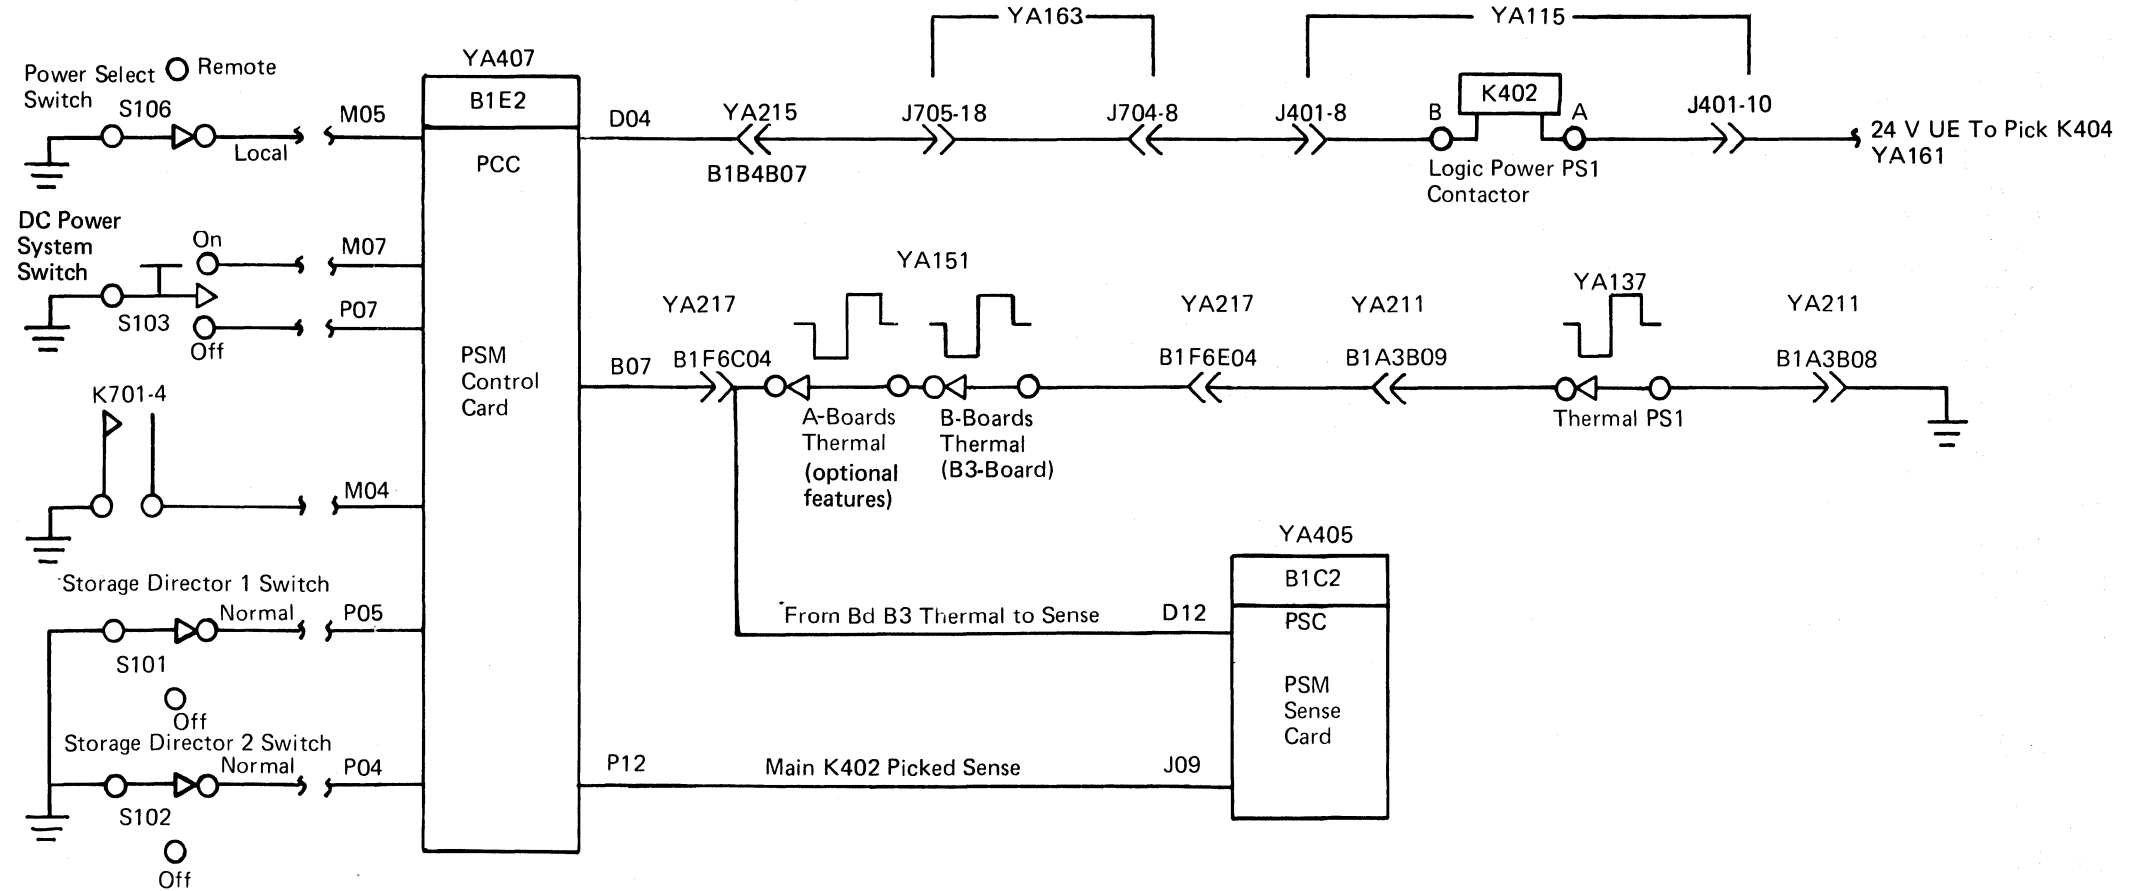 YA163
YA115
YA407
Power Select
Switch
Remote
S106
M05
B1E2
D04
YA215
J705-18
J704-8
J401-8
B
K402
A
J401-10
Local
PCC
B1B4B07
Logic Power PS1
Contactor
24 V UE To Pick K404
YA161
DC Power
System
Switch
On
M07
S103
P07
Off
YA217
YA151
YA217
YA211
YA137
YA211
PSM
Control
Card
B07
B1F6C04
B1F6E04
B1A3B09
B1A3B08
A-Boards
Thermal
(optional
features)
B-Boards
Thermal
(B3-Board)
Thermal PS1
K701-4
M04
YA405
B1C2
PSC
PSM
Sense
Card
Storage Director 1 Switch
Normal
P05
S101
Off
From Bd B3 Thermal to Sense
D12
Storage Director 2 Switch
Normal
P04
S102
Off
P12
Main K402 Picked Sense
J09